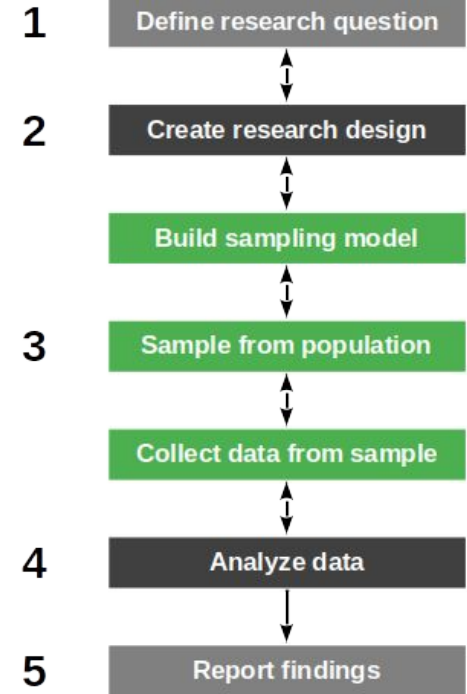 1 Define research question
2 Create research design
Build sampling model
3 Sample from population
Collect data from sample
4 Analyze data
5 Report findings